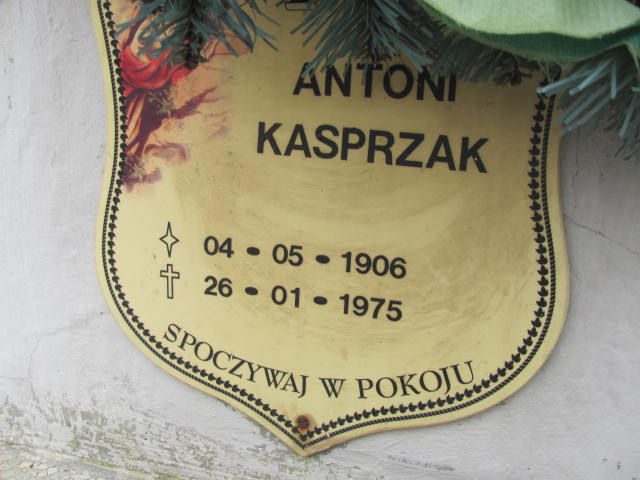 ANTONI
KASPRZAK
04 • 05 • 1906
26 • 01 • 1975
SPOCZYWAJ W POKOJU